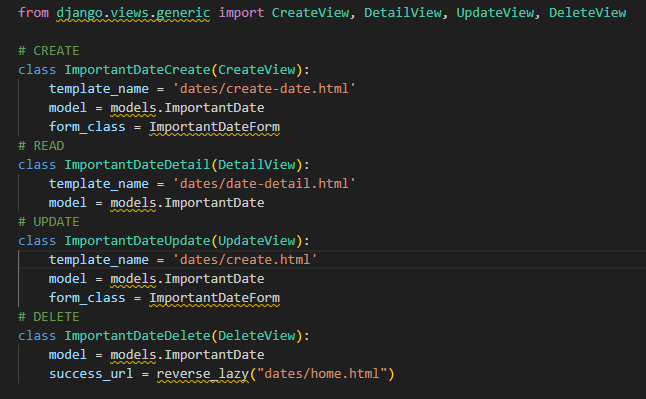 from django.views.generic import CreateView, DetailView, UpdateView, DeleteView

# CREATE
class ImportantDateCreate(CreateView):
    template_name = 'dates/create-date.html'
    model = models.ImportantDate
    form_class = ImportantDateForm
# READ
class ImportantDateDetail(DetailView):
    template_name = 'dates/date-detail.html'
    model = models.ImportantDate
# UPDATE
class ImportantDateUpdate(UpdateView):
    template_name = 'dates/create.html'
    model = models.ImportantDate
    form_class = ImportantDateForm
# DELETE
class ImportantDateDelete(DeleteView):
    model = models.ImportantDate
    success_url = reverse_lazy("dates/home.html")